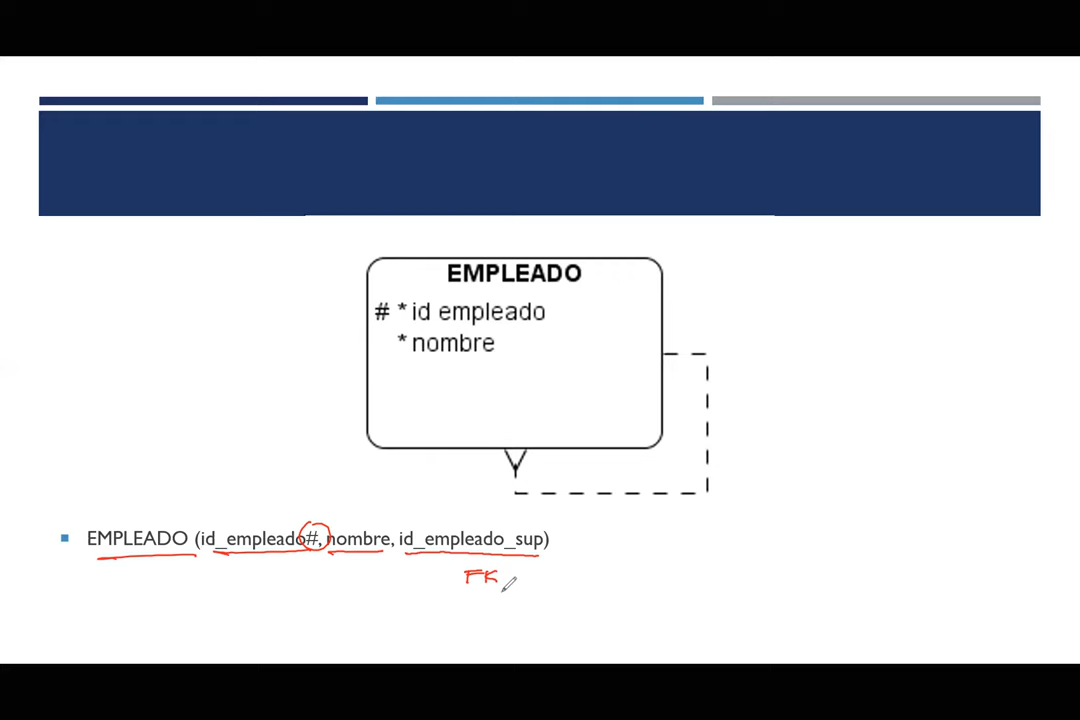 EMPLEADO
# * id empleado
* nombre
EMPLEADO (id_empleado#, nombre, id_empleado_sup)
FK